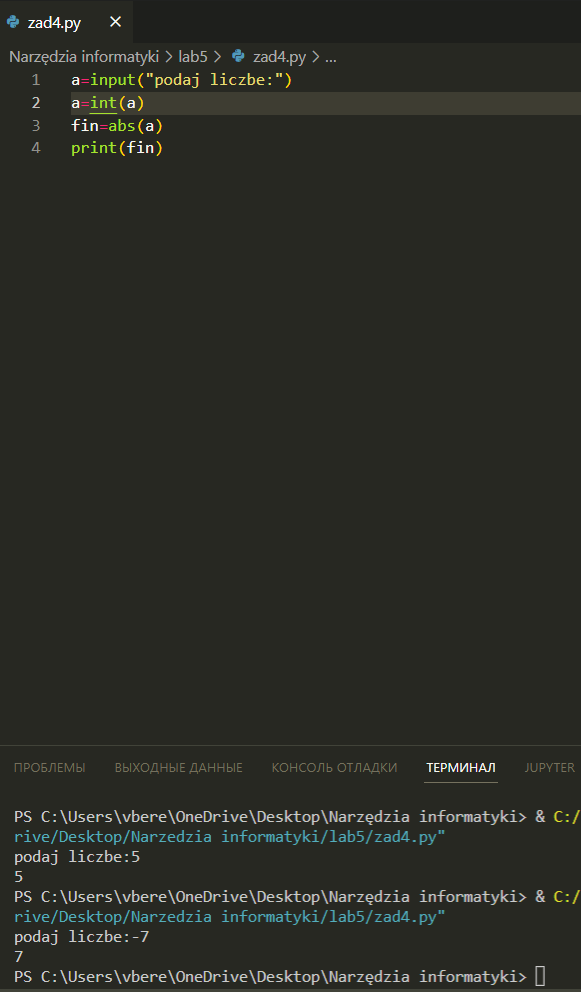 zad4.py ×
Narzędzia informatyki > lab5 > zad4.py > ...
1 a=input("podaj liczbe:")
2 a=int(a)
3 fin=abs(a)
4 print(fin)
ПРОБЛЕМЫ ВЫХОДНЫЕ ДАННЫЕ КОНСОЛЬ ОТЛАДКИ ТЕРМИНАЛ JUPYTER
PS C:\Users\vbere\OneDrive\Desktop\Narzędzia informatyki> & C:/
rive/Desktop/Narzedzia informatyki/lab5/zad4.py"
podaj liczbe:5
5
PS C:\Users\vbere\OneDrive\Desktop\Narzędzia informatyki> & C:/
rive/Desktop/Narzedzia informatyki/lab5/zad4.py"
podaj liczbe:-7
7
PS C:\Users\vbere\OneDrive\Desktop\Narzędzia informatyki>